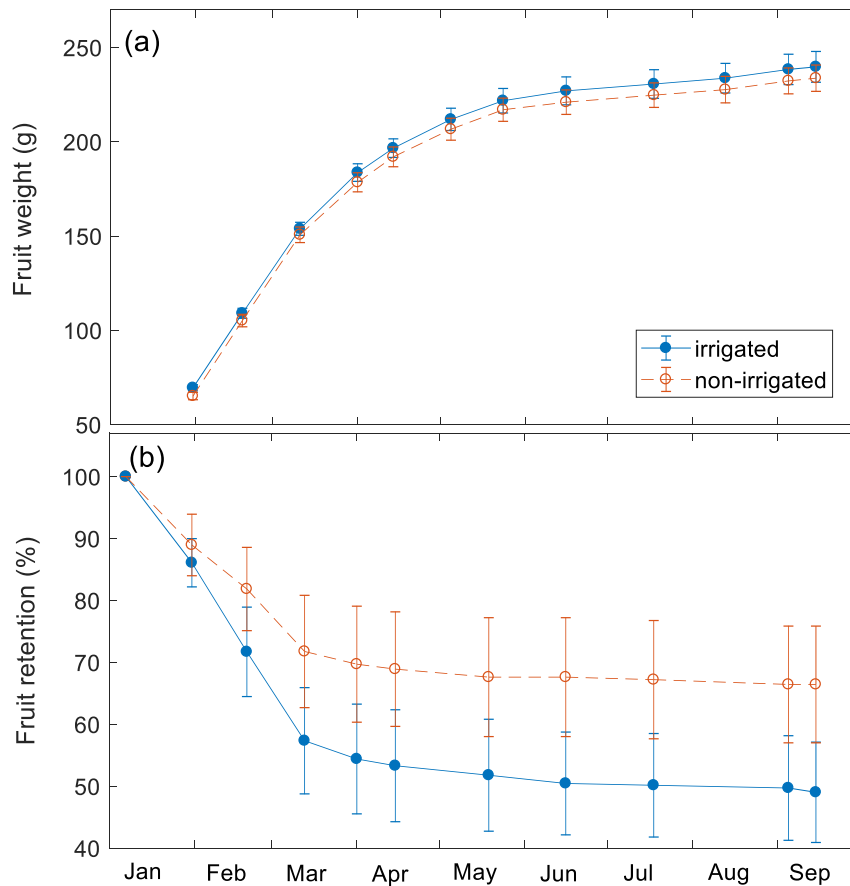 (a)
Fruit weight (g)
250
200
150
100
50
irrigated
non-irrigated
(b)
Fruit retention (%)
100
90
80
70
60
50
40
Jan Feb Mar Apr May Jun Jul Aug Sep